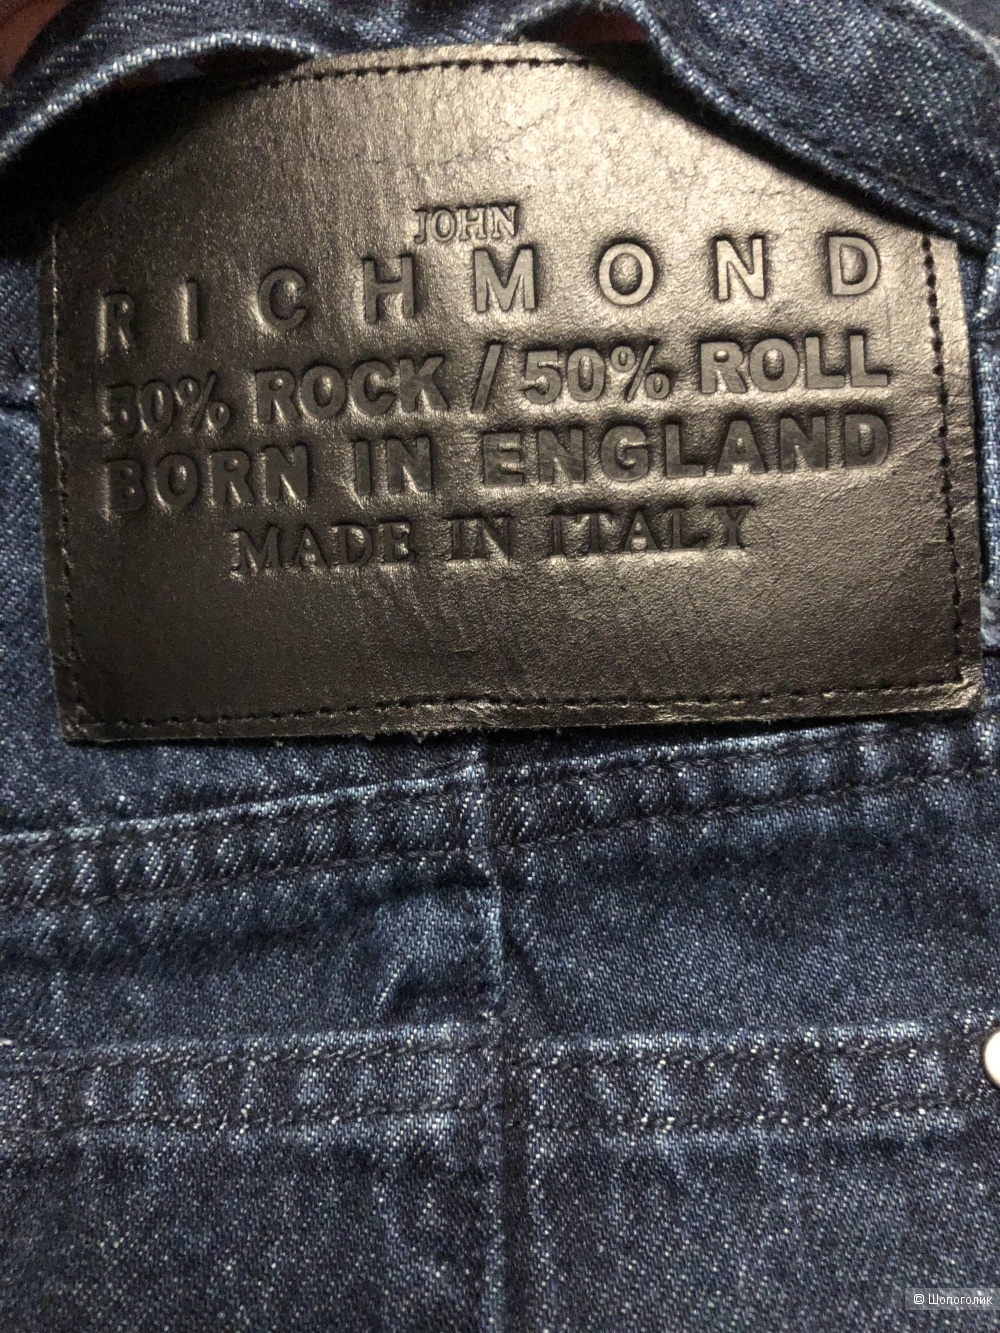 JOHN
RICHMOND
50% ROCK / 50% ROLL
BORN IN ENGLAND
MADE IN ITALY
© Шопоголик